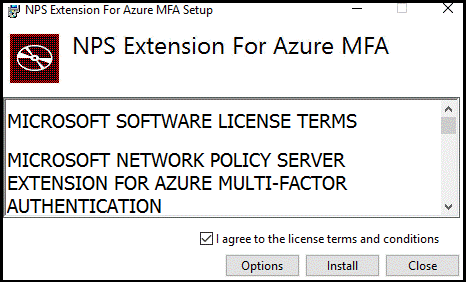 NPS Extension For Azure MFA Setup
NPS Extension For Azure MFA
MICROSOFT SOFTWARE LICENSE TERMS
MICROSOFT NETWORK POLICY SERVER
EXTENSION FOR AZURE MULTI-FACTOR
AUTHENTICATION
I agree to the license terms and conditions
Options Install Close